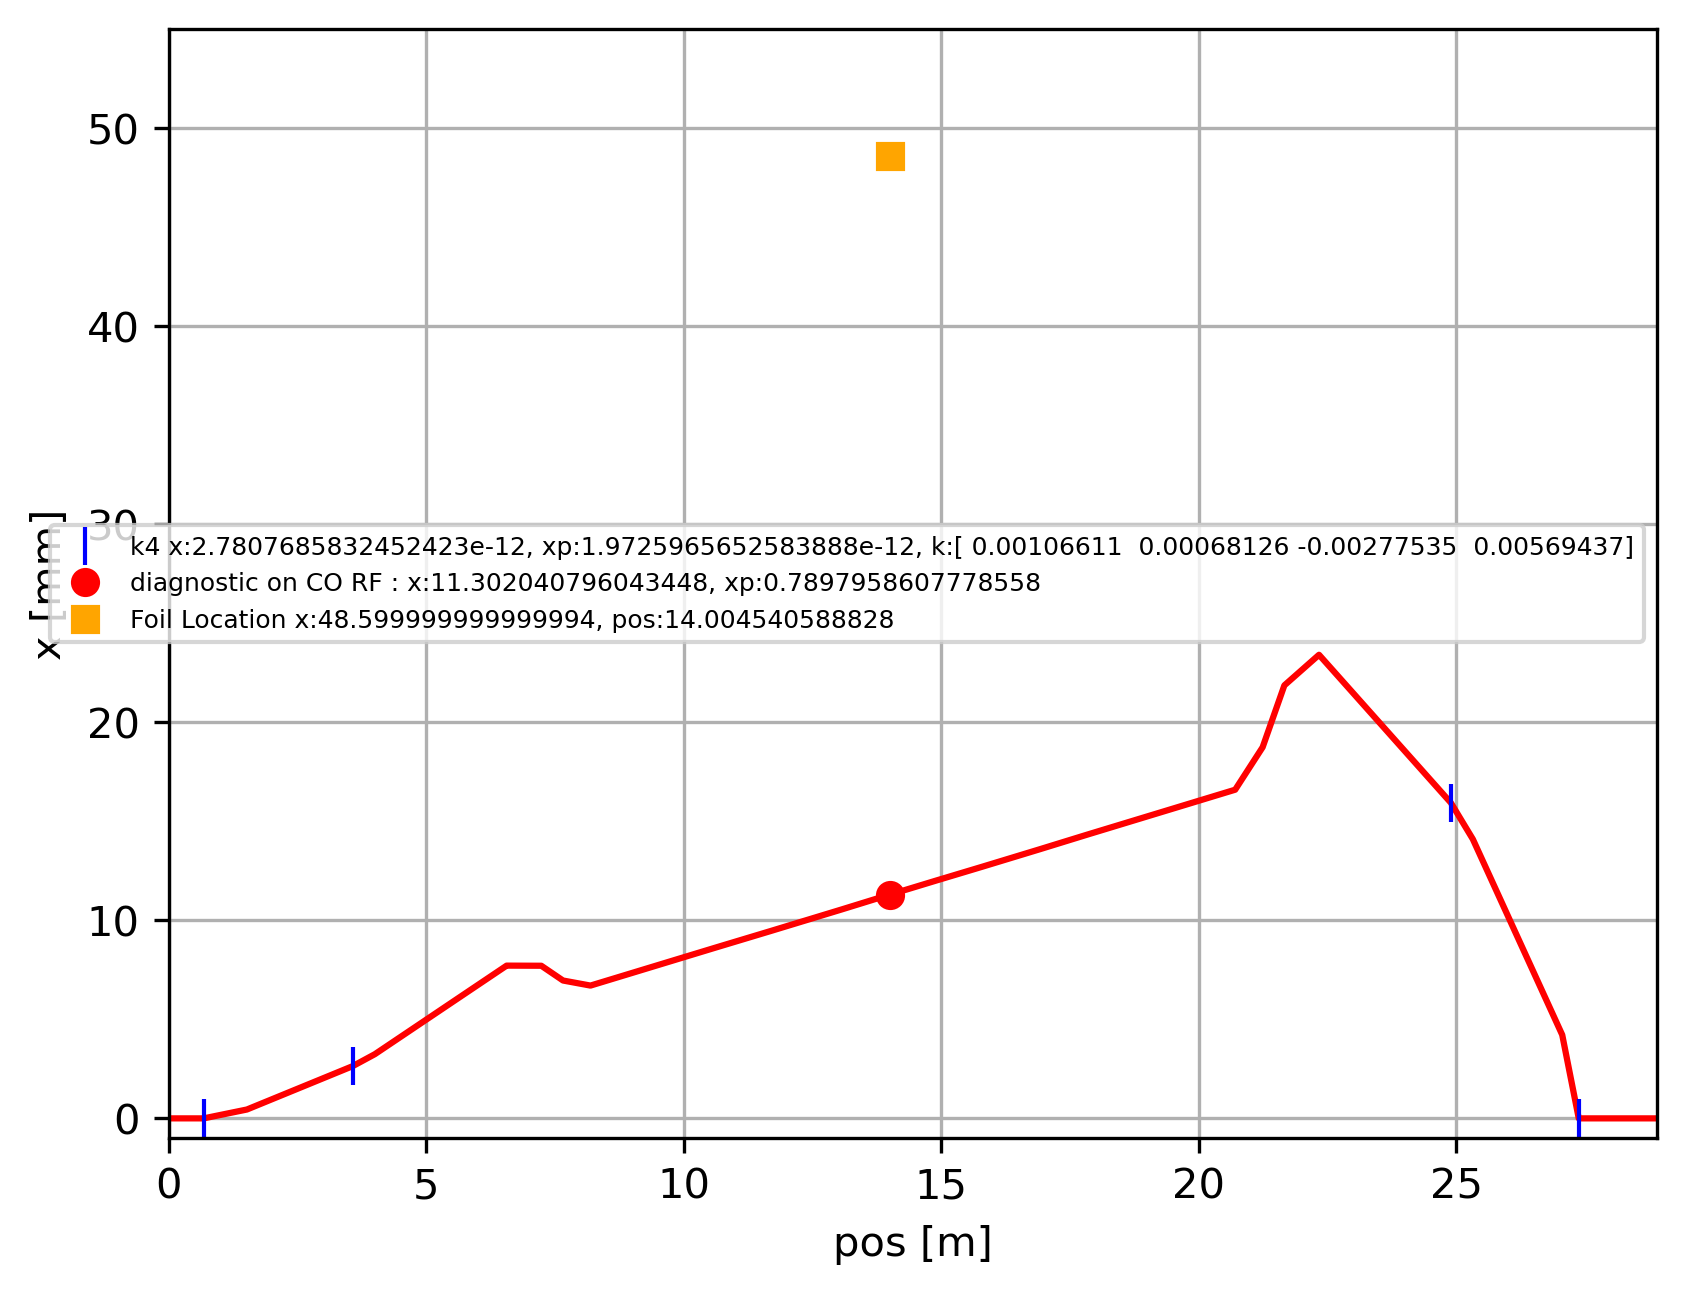 50
40
30
20
10
0
x [mm]
k4 x:2.7807685832452423e-12, xp:1.9725965652583888e-12, k:[ 0.00106611  0.00068126 -0.00277535  0.00569437]
diagnostic on CO RF : x:11.302040796043448, xp:0.7897958607778558
Foil Location x:48.599999999999994, pos:14.004540588828
0 5 10 15 20 25
pos [m]